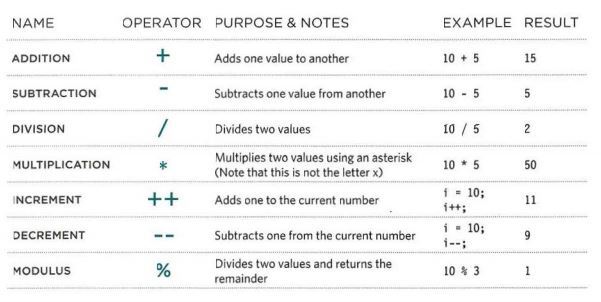 NAME OPERATOR PURPOSE & NOTES EXAMPLE RESULT
ADDITION + Adds one value to another 10 + 5 15
SUBTRACTION - Subtracts one value from another 10 - 5 5
DIVISION / Divides two values 10 / 5 2
MULTIPLICATION * Multiplies two values using an asterisk 10 * 5 50
(Note that this is not the letter x)
INCREMENT ++ Adds one to the current number i = 10; 11
i++;
DECREMENT -- Subtracts one from the current number i = 10; 9
i--;
MODULUS % Divides two values and returns the 10 % 3 1
remainder